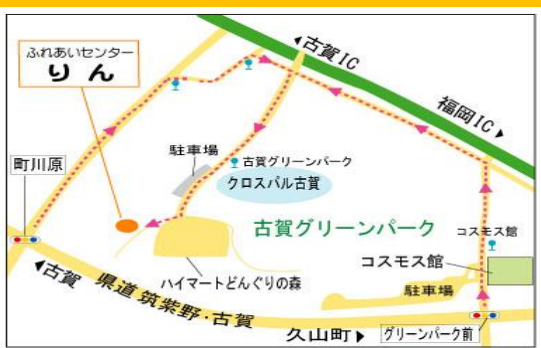 ふれあいセンター
りん
◀古賀IC
福岡IC▶
町川原
駐車場
古賀グリーンパーク
クロスパル古賀
古賀グリーンパーク
コスモス館
コスモス館
駐車場
ハイマートどんぐりの森
◀古賀 県道 筑紫野・古賀
久山町▶
グリーンパーク前